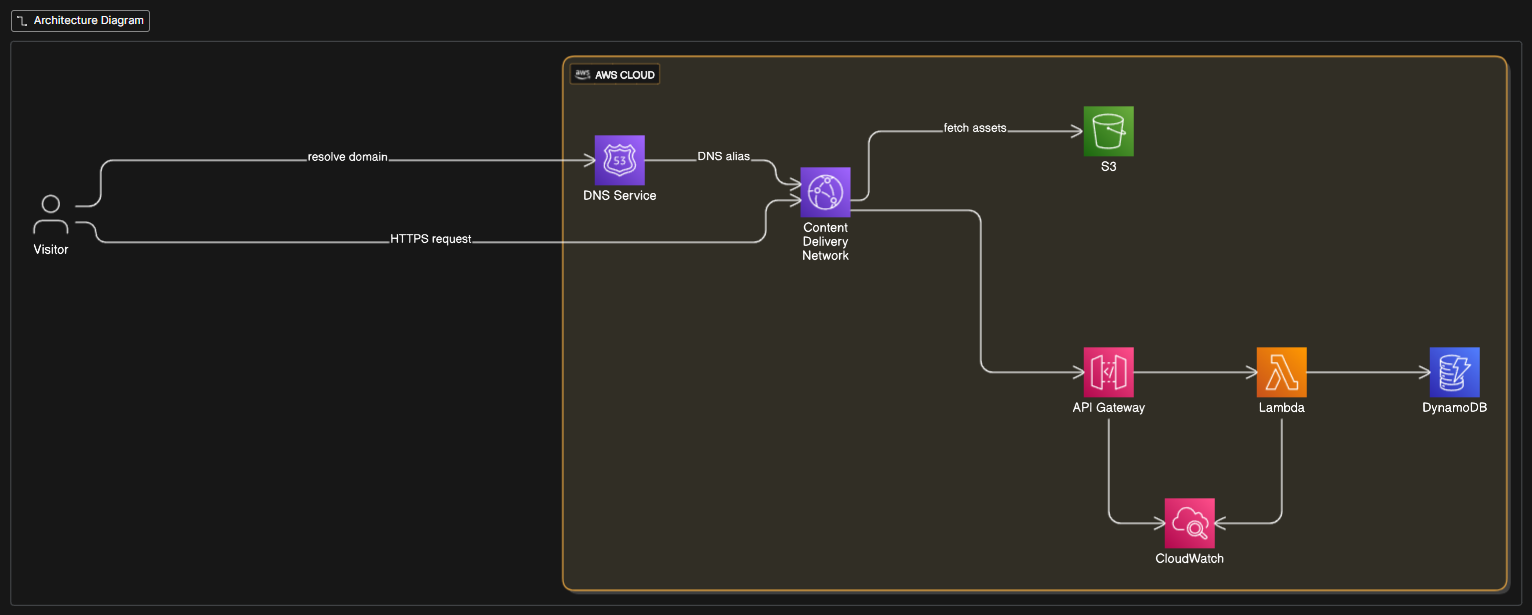 Architecture Diagram
aws AWS CLOUD
fetch assets
resolve domain
DNS alias
53
S3
DNS Service
Content
Delivery
Network
HTTPS request
Visitor
API Gateway
Lambda
DynamoDB
CloudWatch